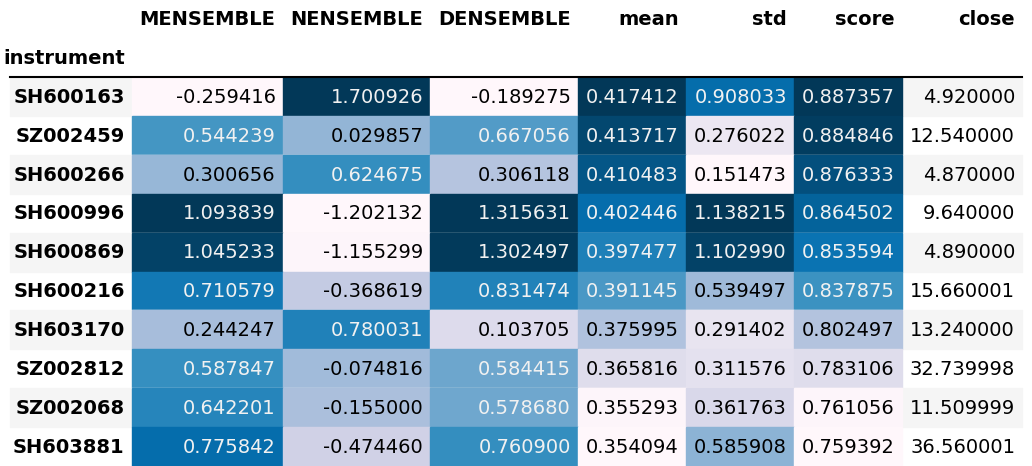 MENSEMBLE NENSEMBLE DENSEMBLE mean std score close
instrument
SH600163 -0.259416 1.700926 -0.189275 0.417412 0.908033 0.887357 4.920000
SZ002459 0.544239 0.029857 0.667056 0.413717 0.276022 0.884846 12.540000
SH600266 0.300656 0.624675 0.306118 0.410483 0.151473 0.876333 4.870000
SH600996 1.093839 -1.202132 1.315631 0.402446 1.138215 0.864502 9.640000
SH600869 1.045233 -1.155299 1.302497 0.397477 1.102990 0.853594 4.890000
SH600216 0.710579 -0.368619 0.831474 0.391145 0.539497 0.837875 15.660001
SH603170 0.244247 0.780031 0.103705 0.375995 0.291402 0.802497 13.240000
SZ002812 0.587847 -0.074816 0.584415 0.365816 0.311576 0.783106 32.739998
SZ002068 0.642201 -0.155000 0.578680 0.355293 0.361763 0.761056 11.509999
SH603881 0.775842 -0.474460 0.760900 0.354094 0.585908 0.759392 36.560001